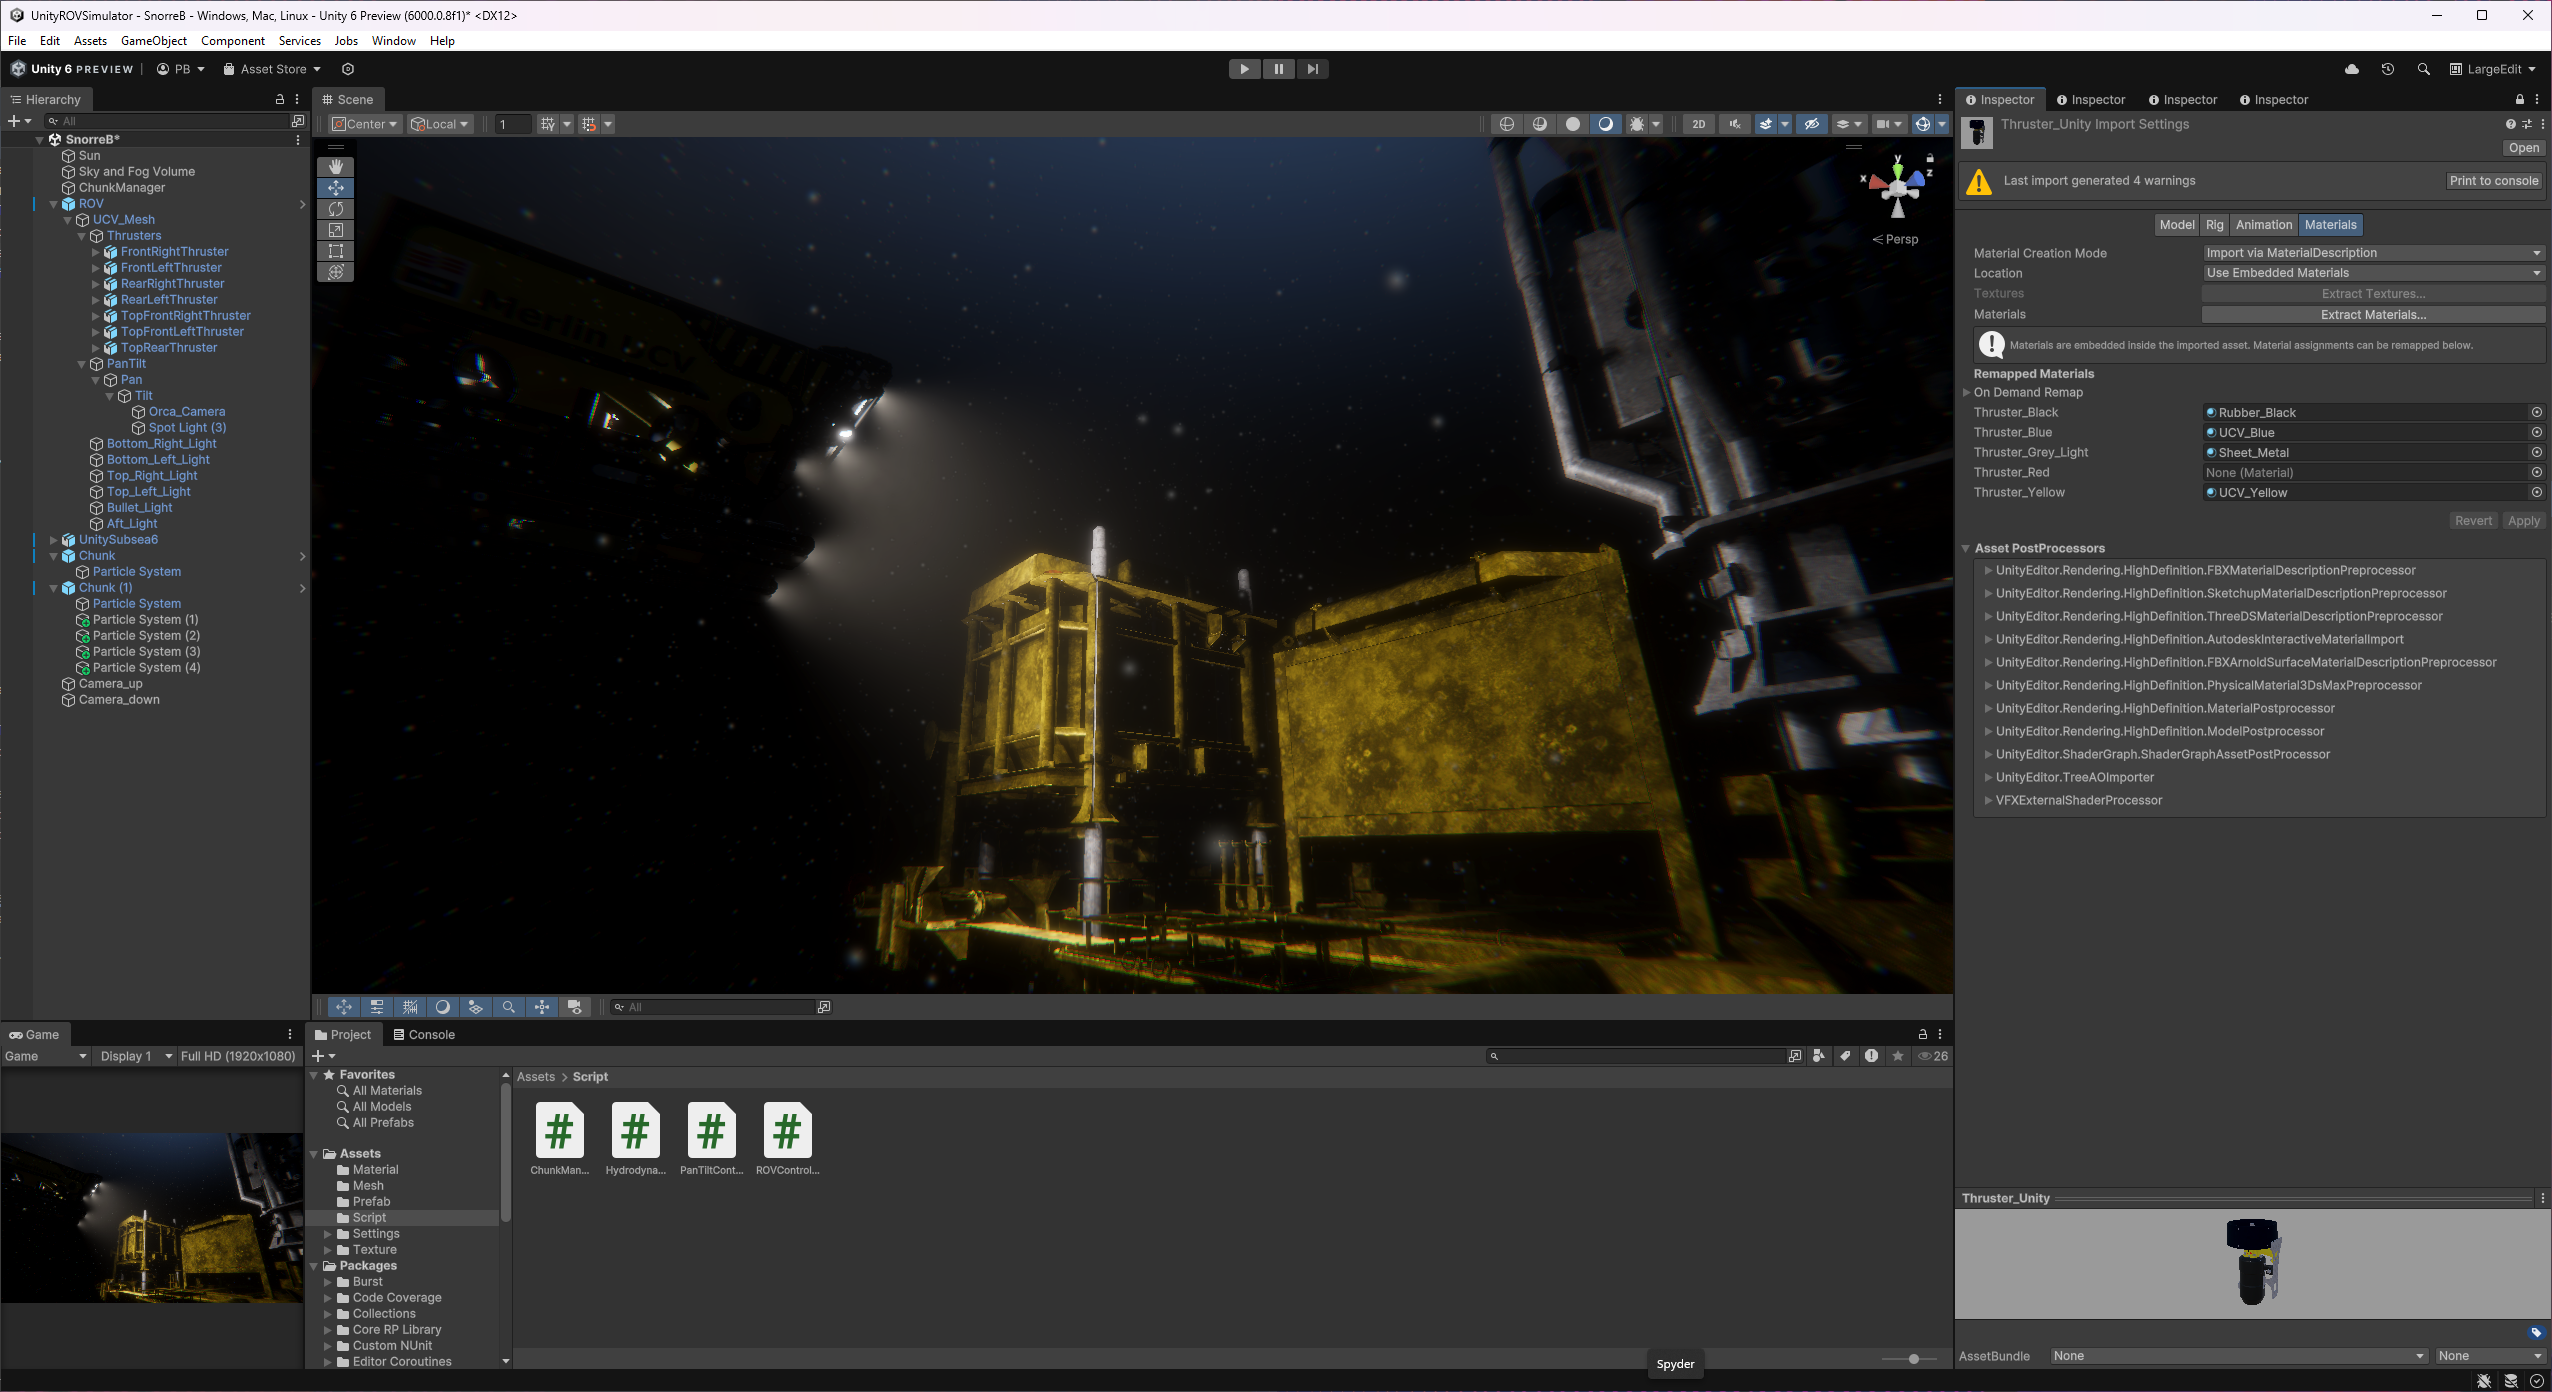 UnityROVSimulator - SnorreB - Windows, Mac, Linux - Unity 6 Preview (6000.0.8f1)* <DX12>
File Edit Assets GameObject Component Services Jobs Window Help
Unity 6 PREVIEW PB Asset Store LargeEdit
Hierarchy
All
SnorreB*
Sun
Sky and Fog Volume
ChunkManager
ROV
UCV_Mesh
Thrusters
FrontRightThruster
FrontLeftThruster
RearRightThruster
RearLeftThruster
TopFrontRightThruster
TopFrontLeftThruster
TopRearThruster
PanTilt
Pan
Tilt
Orca_Camera
Spot Light (3)
Bottom_Right_Light
Bottom_Left_Light
Top_Right_Light
Top_Left_Light
Bullet_Light
Aft_Light
UnitySubsea6
Chunk
Particle System
Chunk (1)
Particle System
Particle System (1)
Particle System (2)
Particle System (3)
Particle System (4)
Camera_up
Camera_down
Scene
Center Local 1 2D
y
x
z
Persp
Merlin UCV
All
Inspector Inspector Inspector Inspector
Thruster_Unity Import Settings
Open
Last import generated 4 warnings
Print to console
Model Rig Animation Materials
Material Creation Mode Import via MaterialDescription
Location Use Embedded Materials
Textures Extract Textures...
Materials Extract Materials...
Materials are embedded inside the imported asset. Material assignments can be remapped below.
Remapped Materials
On Demand Remap
Thruster_Black Rubber_Black
Thruster_Blue UCV_Blue
Thruster_Grey_Light Sheet_Metal
Thruster_Red None (Material)
Thruster_Yellow UCV_Yellow
Revert Apply
Asset PostProcessors
UnityEditor.Rendering.HighDefinition.FBXMaterialDescriptionPreprocessor
UnityEditor.Rendering.HighDefinition.SketchupMaterialDescriptionPreprocessor
UnityEditor.Rendering.HighDefinition.ThreeDSMaterialDescriptionPreprocessor
UnityEditor.Rendering.HighDefinition.AutodeskInteractiveMaterialImport
UnityEditor.Rendering.HighDefinition.FBXArnoldSurfaceMaterialDescriptionPreprocessor
UnityEditor.Rendering.HighDefinition.PhysicalMaterial3DsMaxPreprocessor
UnityEditor.Rendering.HighDefinition.MaterialPostprocessor
UnityEditor.Rendering.HighDefinition.ModelPostprocessor
UnityEditor.ShaderGraph.ShaderGraphAssetPostProcessor
UnityEditor.TreeAOImporter
VFXExternalShaderProcessor
Thruster_Unity
AssetBundle None None
Game
Game Display 1 Full HD (1920x1080)
Project Console
26
Favorites
All Materials
All Models
All Prefabs
Assets
Material
Mesh
Prefab
Script
Settings
Texture
Packages
Burst
Code Coverage
Collections
Core RP Library
Custom NUnit
Editor Coroutines
Assets > Script
# # # #
ChunkMan... Hydrodyna... PanTiltCont... ROVControl...
Spyder